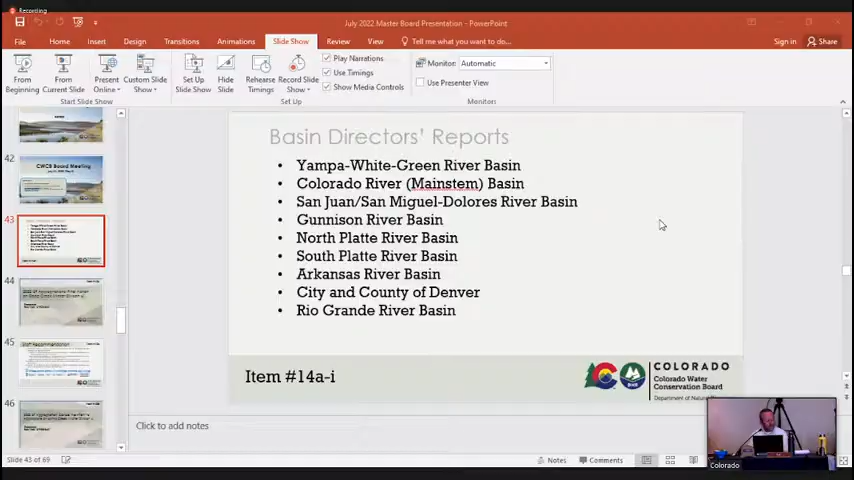 Recording
July 2022 Master Board Presentation - PowerPoint
File Home Insert Design Transitions Animations Slide Show Review View Tell me what you want to do... Sign in Share
From Beginning
From Current Slide
Present Online
Custom Slide Show
Set Up Slide Show
Hide Slide
Rehearse Timings
Record Slide Show
Play Narrations
Use Timings
Show Media Controls
Monitor: Automatic
Use Presenter View
Start Slide Show Set Up Monitors
42
CWCB Board Meeting
43
44
45
Staff Recommendation
46
Basin Directors' Reports
• Yampa-White-Green River Basin
• Colorado River (Mainstem) Basin
• San Juan/San Miguel-Dolores River Basin
• Gunnison River Basin
• North Platte River Basin
• South Platte River Basin
• Arkansas River Basin
• City and County of Denver
• Rio Grande River Basin
Item #14a-i
COLORADO
Colorado Water
Conservation Board
Department of Natural
Click to add notes
Colorado
Slide 43 of 69 Notes Comments